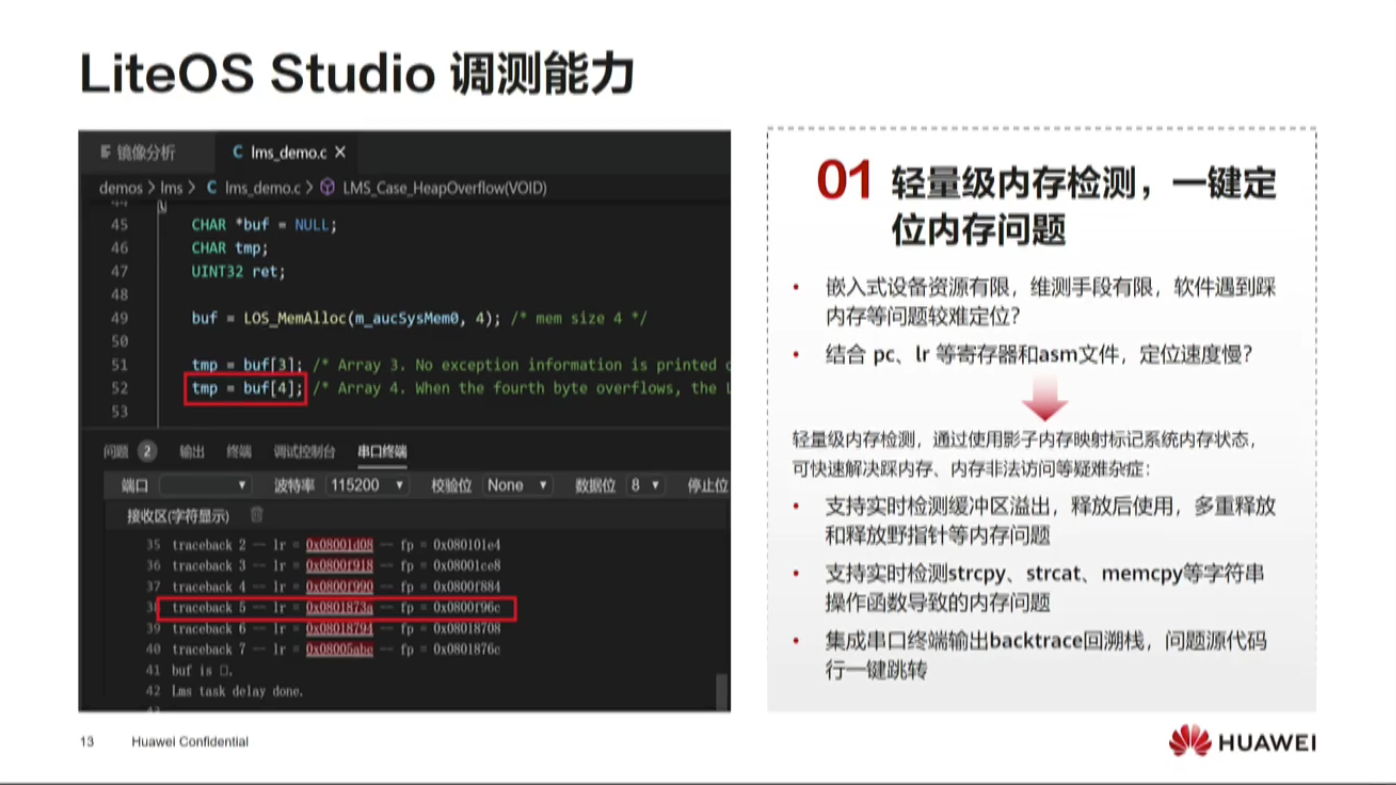 LiteOS Studio 调测能力
镜像分析
C lms_demo.c ×
demos > lms > C lms_demo.c > LMS_Case_HeapOverflow(VOID)
44 {
45 CHAR *buf = NULL;
46 CHAR tmp;
47 UINT32 ret;
48
49 buf = LOS_MemAlloc(m_aucSysMem0, 4); /* mem size 4 */
50
51 tmp = buf[3]; /* Array 3. No exception information is printed
52 tmp = buf[4]; /* Array 4. When the fourth byte overflows, the
53
问题 2 输出 终端 调试控制台 串口终端
端口 波特率 115200 校验位 None 数据位 8 停止位
接收区(字符显示)
35 traceback 2 -- lr = 0x08001d08 -- fp = 0x080101e4
36 traceback 3 -- lr = 0x0800f918 -- fp = 0x08001ce8
37 traceback 4 -- lr = 0x0800f990 -- fp = 0x0800f884
38 traceback 5 -- lr = 0x0801873a -- fp = 0x0800f96c
39 traceback 6 -- lr = 0x08018794 -- fp = 0x08018708
40 traceback 7 -- lr = 0x08005abe -- fp = 0x0801876c
41 buf is □.
42 Lms task delay done.
43
01 轻量级内存检测，一键定
位内存问题
• 嵌入式设备资源有限，维测手段有限，软件遇到踩
内存等问题较难定位?
• 结合 pc、lr 等寄存器和asm文件，定位速度慢?
轻量级内存检测，通过使用影子内存映射标记系统内存状态，
可快速解决踩内存、内存非法访问等疑难杂症：
• 支持实时检测缓冲区溢出，释放后使用，多重释放
和释放野指针等内存问题
• 支持实时检测strcpy、strcat、memcpy等字符串
操作函数导致的内存问题
• 集成串口终端输出backtrace回溯栈，问题源代码
行一键跳转
13 Huawei Confidential
HUAWEI